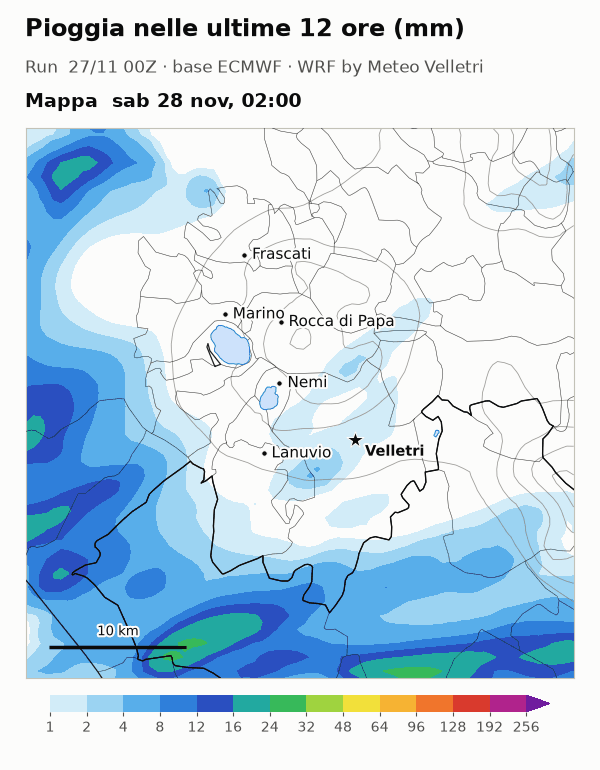 Pioggia nelle ultime 12 ore (mm)
Run  27/11 00Z · base ECMWF · WRF by Meteo Velletri
Mappa  sab 28 nov, 02:00
Frascati
Marino
Rocca di Papa
Nemi
Velletri
Lanuvio
10 km
1 2 4 8 12 16 24 32 48 64 96 128 192 256